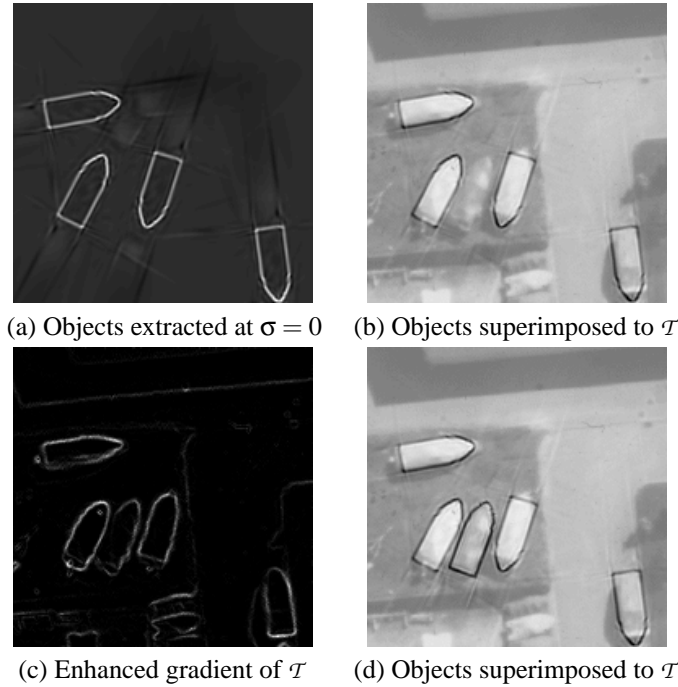 (a) Objects extracted at σ = 0
(b) Objects superimposed to 𝒯
(c) Enhanced gradient of 𝒯
(d) Objects superimposed to 𝒯